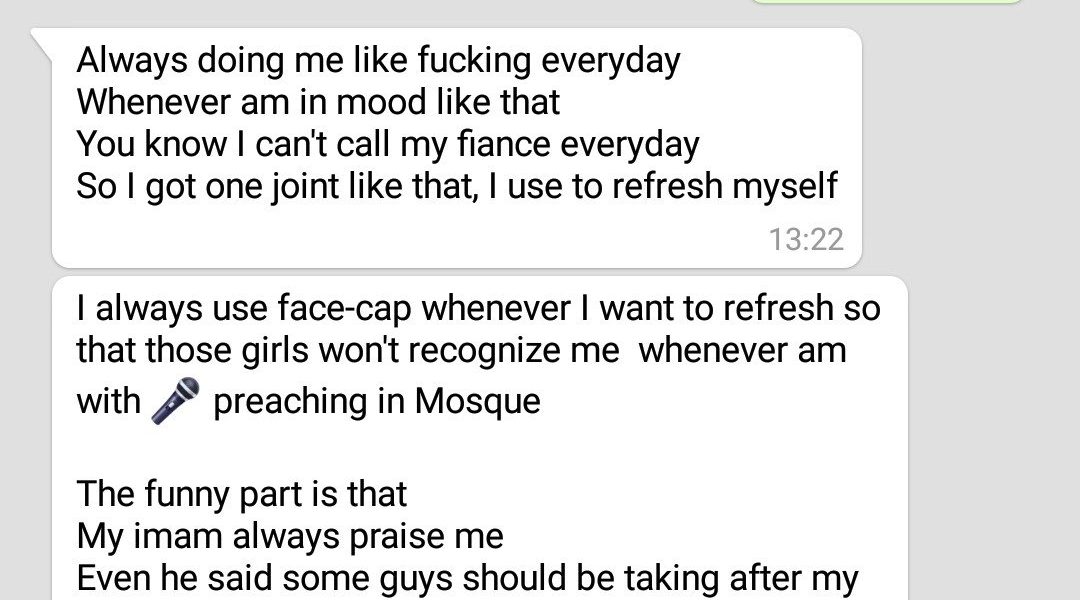 Always doing me like fucking everyday
Whenever am in mood like that
You know I can't call my fiance everyday
So I got one joint like that, I use to refresh myself
13:22
I always use face-cap whenever I want to refresh so
that those girls won't recognize me  whenever am
with 🎤 preaching in Mosque
The funny part is that
My imam always praise me
Even he said some guys should be taking after my